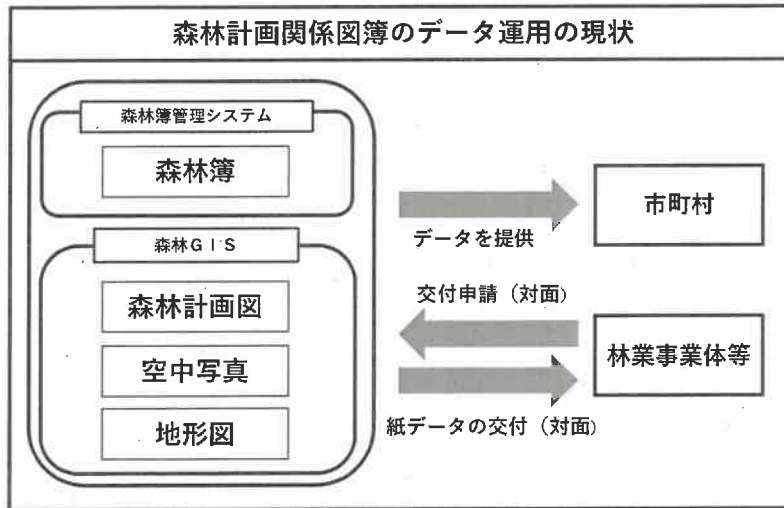 森林計画関係図簿のデータ運用の現状
森林簿管理システム
森林簿
森林GIS
森林計画図
空中写真
地形図
データを提供
市町村
交付申請（対面）
林業事業体等
紙データの交付（対面）